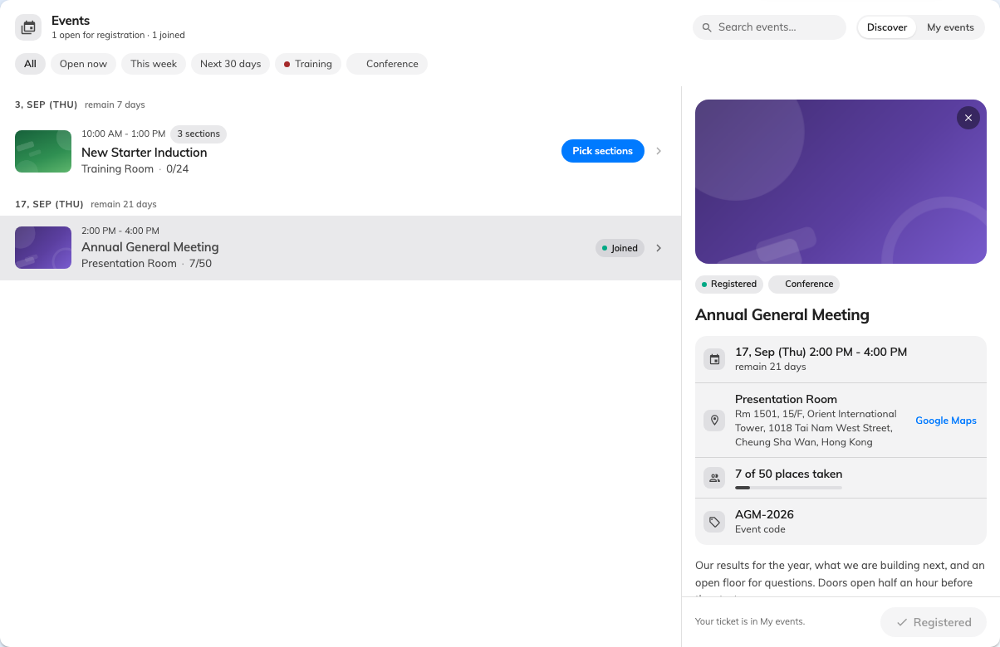 Events
1 open for registration · 1 joined
Search events...
Discover
My events
All
Open now
This week
Next 30 days
Training
Conference
3, SEP (THU) remain 7 days
10:00 AM - 1:00 PM 3 sections
New Starter Induction
Training Room · 0/24
Pick sections
17, SEP (THU) remain 21 days
2:00 PM - 4:00 PM
Annual General Meeting
Presentation Room · 7/50
Joined
Registered
Conference
Annual General Meeting
17, Sep (Thu) 2:00 PM - 4:00 PM
remain 21 days
Presentation Room
Rm 1501, 15/F, Orient International
Tower, 1018 Tai Nam West Street,
Cheung Sha Wan, Hong Kong
Google Maps
7 of 50 places taken
AGM-2026
Event code
Our results for the year, what we are building next, and an
open floor for questions. Doors open half an hour before
Your ticket is in My events.
Registered